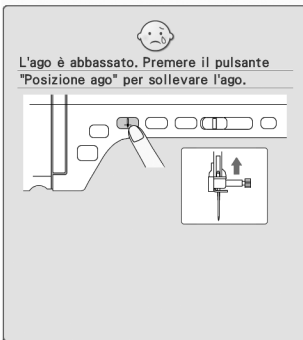 L'ago è abbassato. Premere il pulsante
"Posizione ago" per sollevare l'ago.